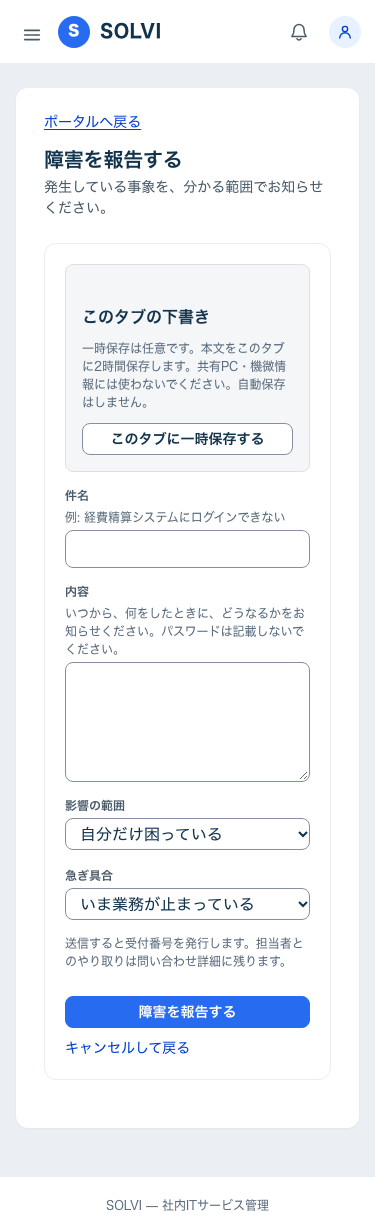 S SOLVI
ポータルへ戻る
障害を報告する
発生している事象を、分かる範囲でお知らせ
ください。
このタブの下書き
一時保存は任意です。本文をこのタブ
に2時間保存します。共有PC・機微情
報には使わないでください。自動保存
はしません。
このタブに一時保存する
件名
例: 経費精算システムにログインできない
内容
いつから、何をしたときに、どうなるかをお
知らせください。パスワードは記載しないで
ください。
影響の範囲
自分だけ困っている
急ぎ具合
いま業務が止まっている
送信すると受付番号を発行します。担当者と
のやり取りは問い合わせ詳細に残ります。
障害を報告する
キャンセルして戻る
SOLVI — 社内ITサービス管理